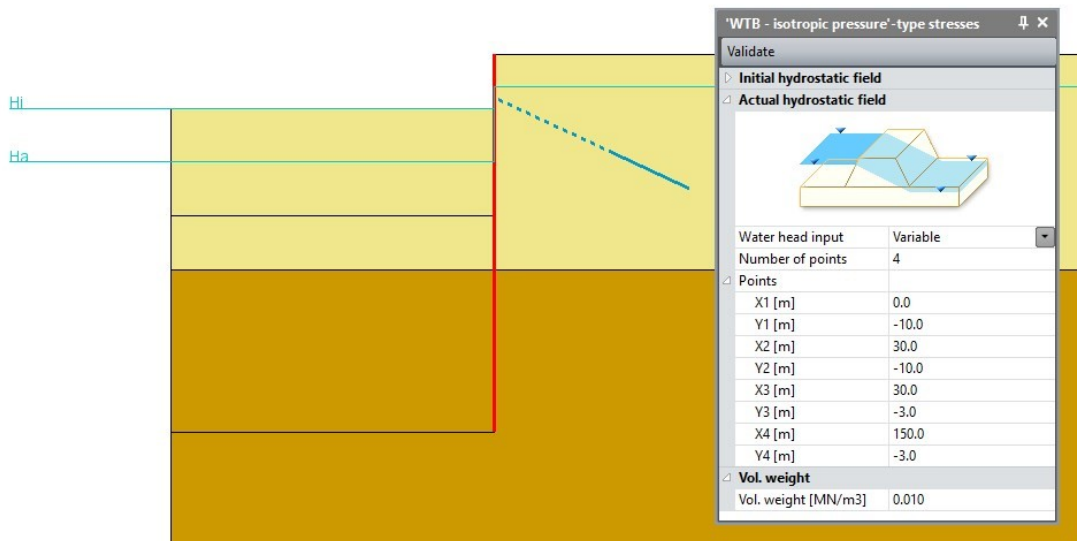 Hi
Ha
'WTB - isotropic pressure'-type stresses
Validate
Initial hydrostatic field
Actual hydrostatic field
Water head input Variable
Number of points 4
Points
X1 [m] 0.0
Y1 [m] -10.0
X2 [m] 30.0
Y2 [m] -10.0
X3 [m] 30.0
Y3 [m] -3.0
X4 [m] 150.0
Y4 [m] -3.0
Vol. weight
Vol. weight [MN/m3] 0.010